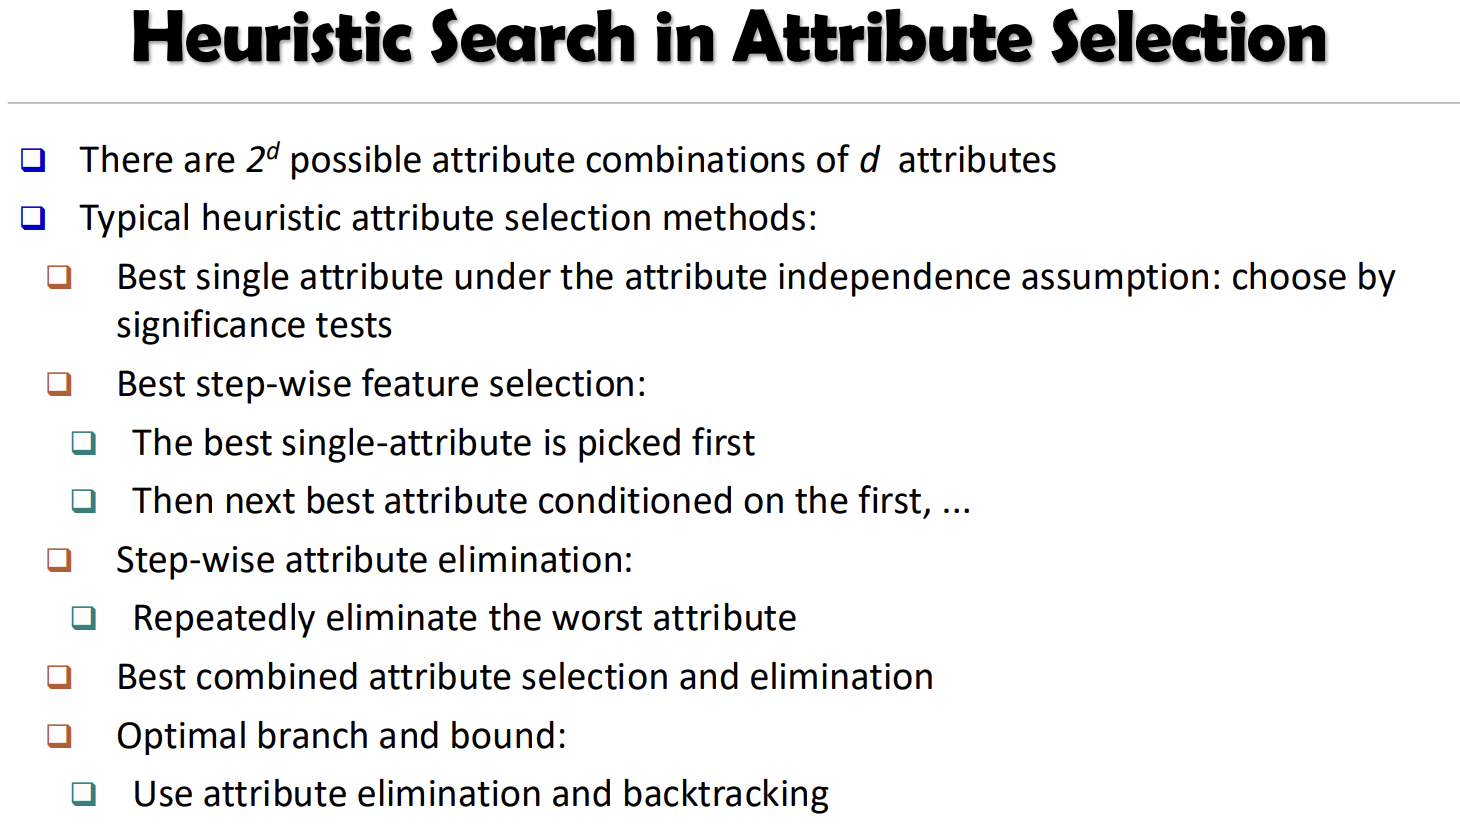 Heuristic Search in Attribute Selection
There are 2^d possible attribute combinations of d attributes
Typical heuristic attribute selection methods:
Best single attribute under the attribute independence assumption: choose by
significance tests
Best step-wise feature selection:
The best single-attribute is picked first
Then next best attribute conditioned on the first, ...
Step-wise attribute elimination:
Repeatedly eliminate the worst attribute
Best combined attribute selection and elimination
Optimal branch and bound:
Use attribute elimination and backtracking